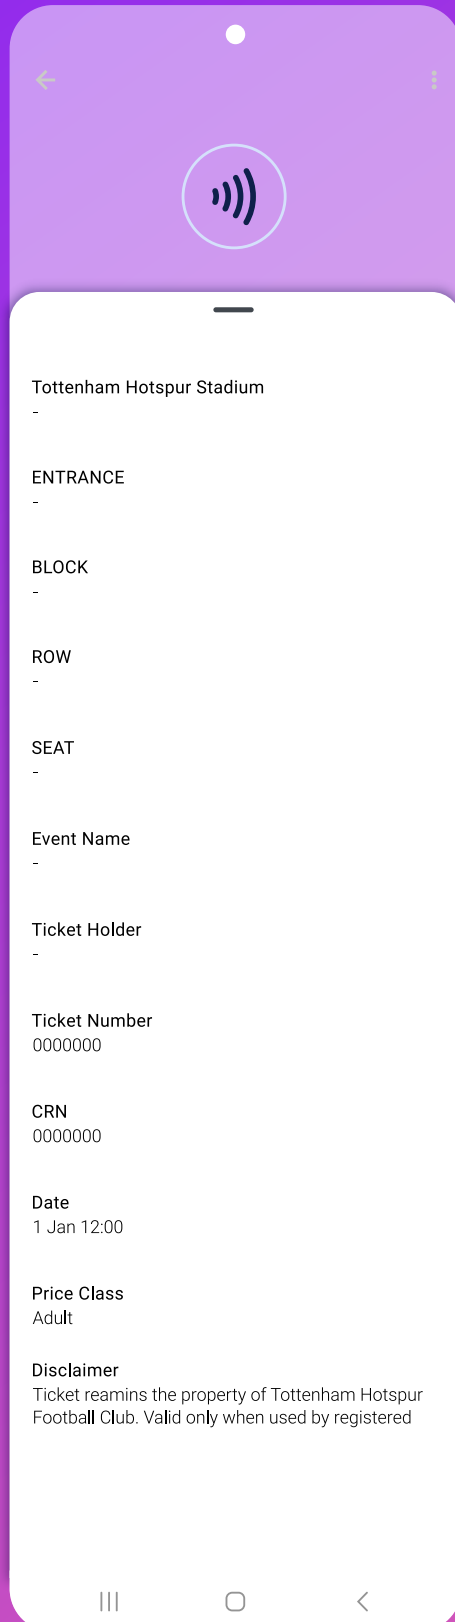 Tottenham Hotspur Stadium
-
ENTRANCE
-
BLOCK
-
ROW
-
SEAT
-
Event Name
-
Ticket Holder
-
Ticket Number
0000000
CRN
0000000
Date
1 Jan 12:00
Price Class
Adult
Disclaimer
Ticket reamins the property of Tottenham Hotspur
Football Club. Valid only when used by registered